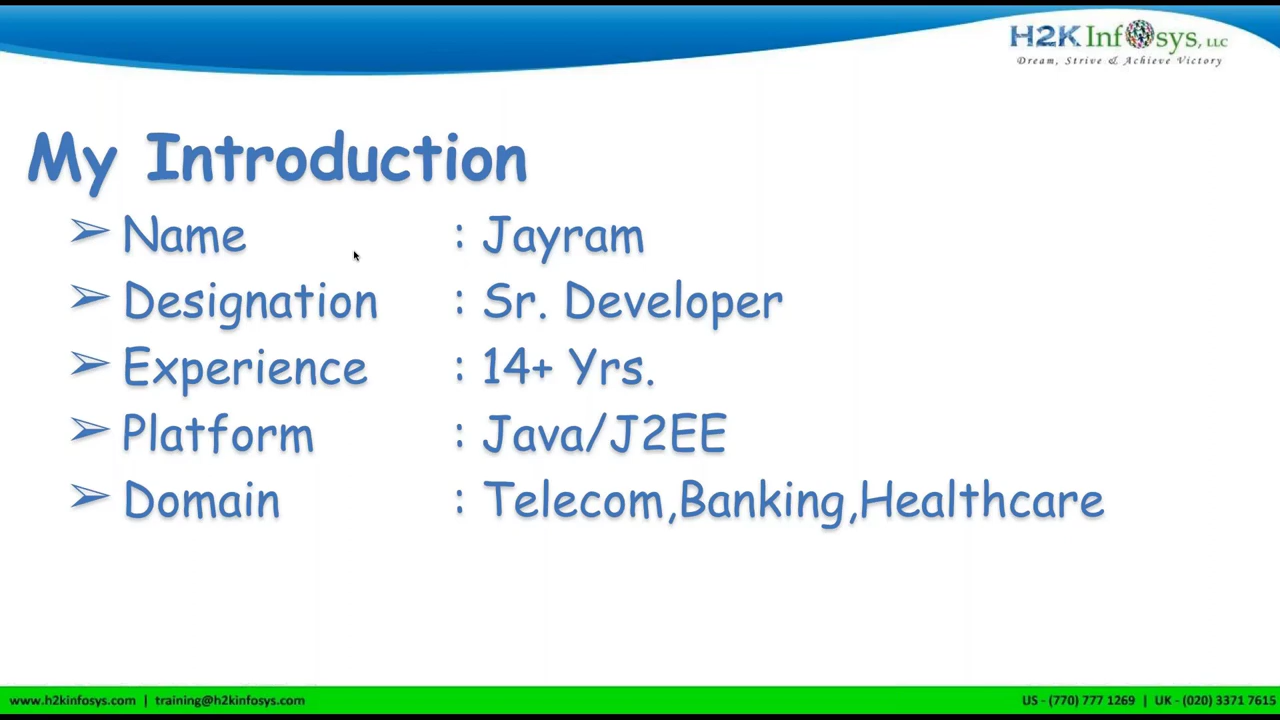 H2K Infosys, LLC
Dream, Strive & Achieve Victory
My Introduction
➢ Name : Jayram
➢ Designation : Sr. Developer
➢ Experience : 14+ Yrs.
➢ Platform : Java/J2EE
➢ Domain : Telecom,Banking,Healthcare
www.h2kinfosys.com | training@h2kinfosys.com US - (770) 777 1269 | UK - (020) 3371 7615